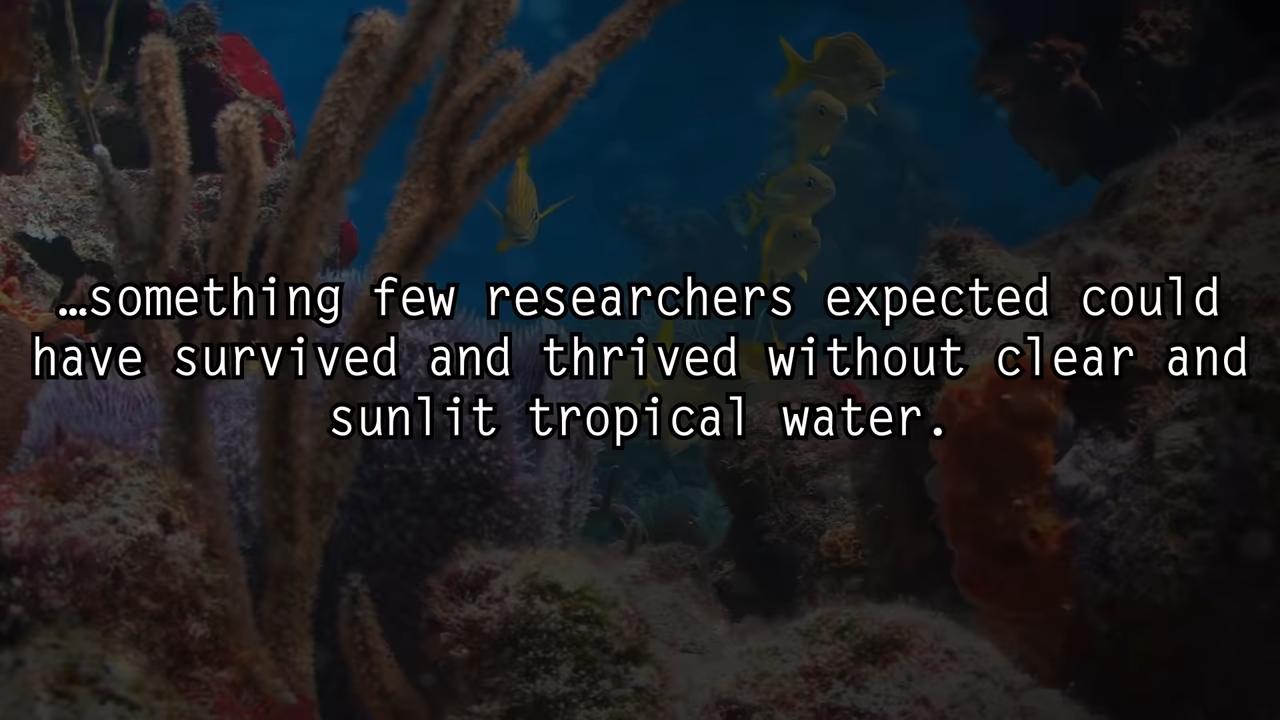 …something few researchers expected could
have survived and thrived without clear and
sunlit tropical water.